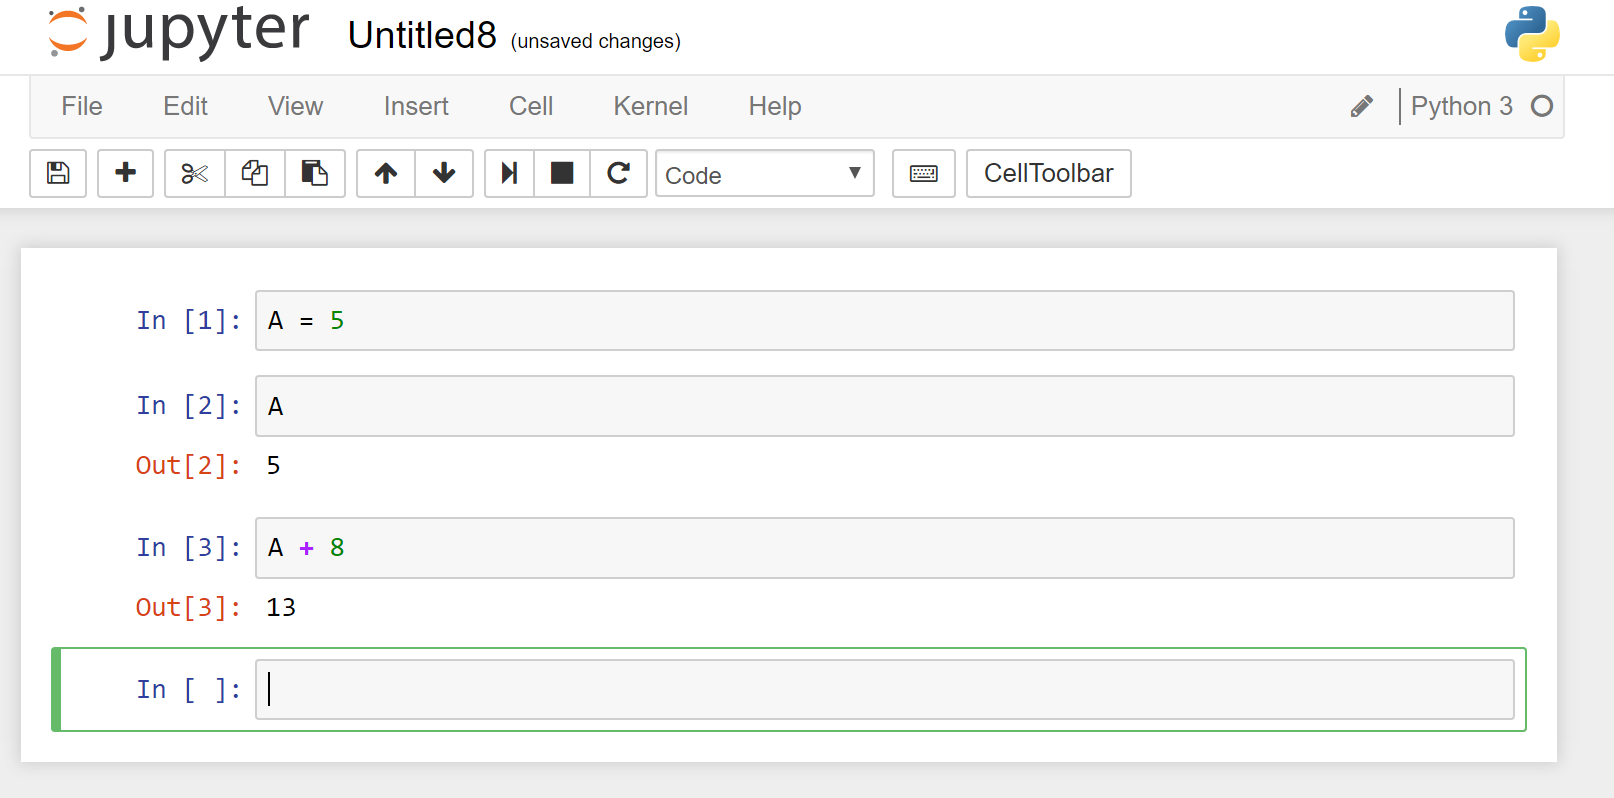 jupyter Untitled8 (unsaved changes)
File Edit View Insert Cell Kernel Help Python 3
Code CellToolbar
In [1]: A = 5
In [2]: A
Out[2]: 5
In [3]: A + 8
Out[3]: 13
In [ ]: